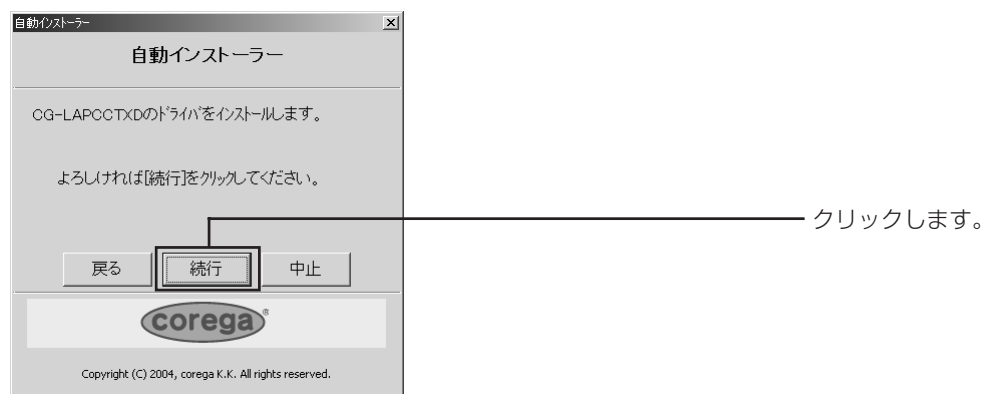 自動インストーラー
自動インストーラー
CG-LAPCCTXDのドライバをインストールします。
よろしければ[続行]をクリックしてください。
クリックします。
戻る 続行 中止
corega®
Copyright (C) 2004, corega K.K. All rights reserved.